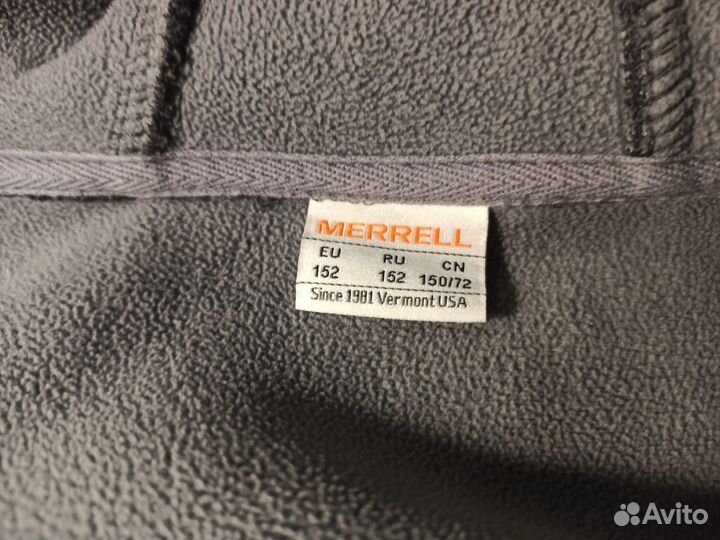 MERRELL
EU RU CN
152 152 150/72
Since 1981 Vermont USA
Avito